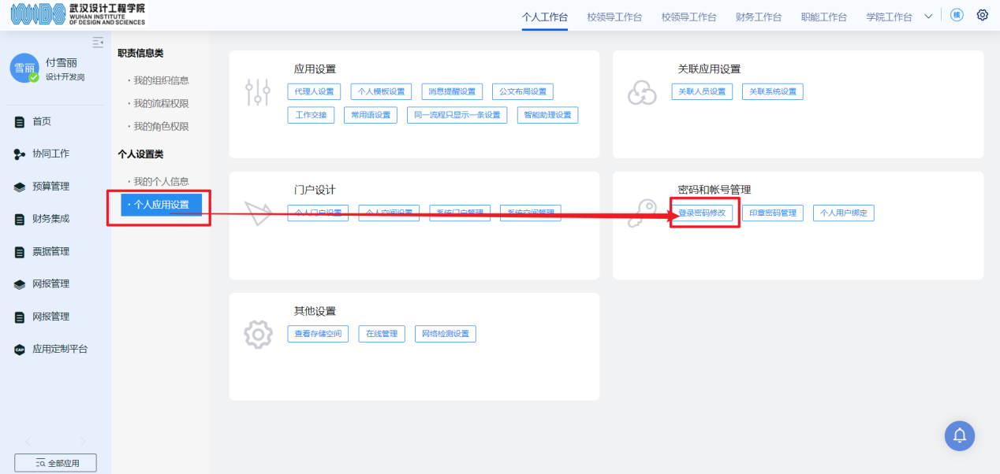 武汉设计工程学院
WUHAN INSTITUTE
OF DESIGN AND SCIENCES
个人工作台 校领导工作台 校领导工作台 财务工作台 职能工作台 学院工作台 核
雪丽
付雪丽
设计开发岗
首页
协同工作
预算管理
财务集成
票据管理
网报管理
网报管理
CAP 应用定制平台
全部应用
职责信息类
·我的组织信息
·我的流程权限
·我的角色权限
个人设置类
·我的个人信息
·个人应用设置
应用设置
代理人设置 个人模板设置 消息提醒设置 公文布局设置
工作交接 常用语设置 同一流程只显示一条设置 智能助理设置
关联应用设置
关联人员设置 关联系统设置
门户设计
个人门户设置 个人空间设置 系统门户管理 系统空间管理
密码和帐号管理
登录密码修改 印章密码管理 个人用户绑定
其他设置
查看存储空间 在线管理 网络检测设置